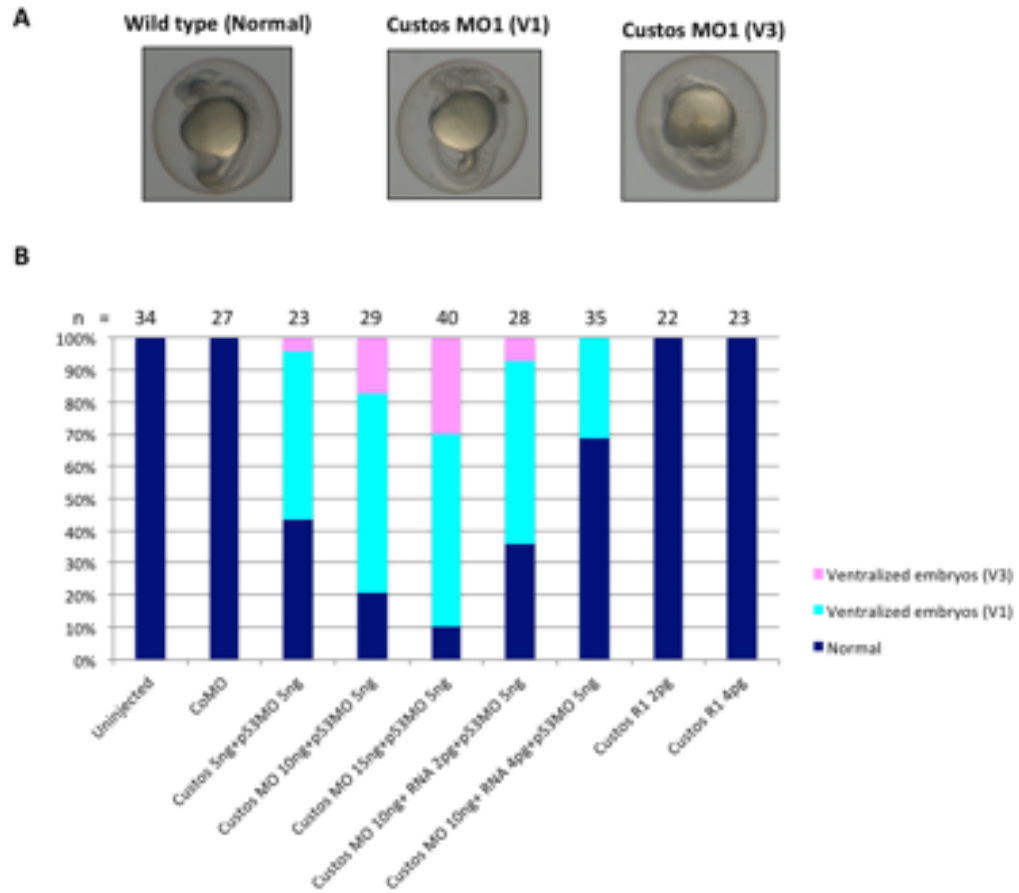 A
Wild type (Normal)
Custos MO1 (V1)
Custos MO1 (V3)
B
n = 34 27 23 29 40 28 35 22 23
100%
90%
80%
70%
60%
50%
40%
30%
20%
10%
0%
Ventralized embryos (V3)
Ventralized embryos (V1)
Normal
Uninjected
CoMO
Custos 5ng+p53MO 5ng
Custos MO 10ng+p53MO 5ng
Custos MO 15ng+p53MO 5ng
Custos MO 10ng+ RNA 2pg+p53MO 5ng
Custos MO 10ng+ RNA 4pg+p53MO 5ng
Custos R1 2pg
Custos R1 4pg